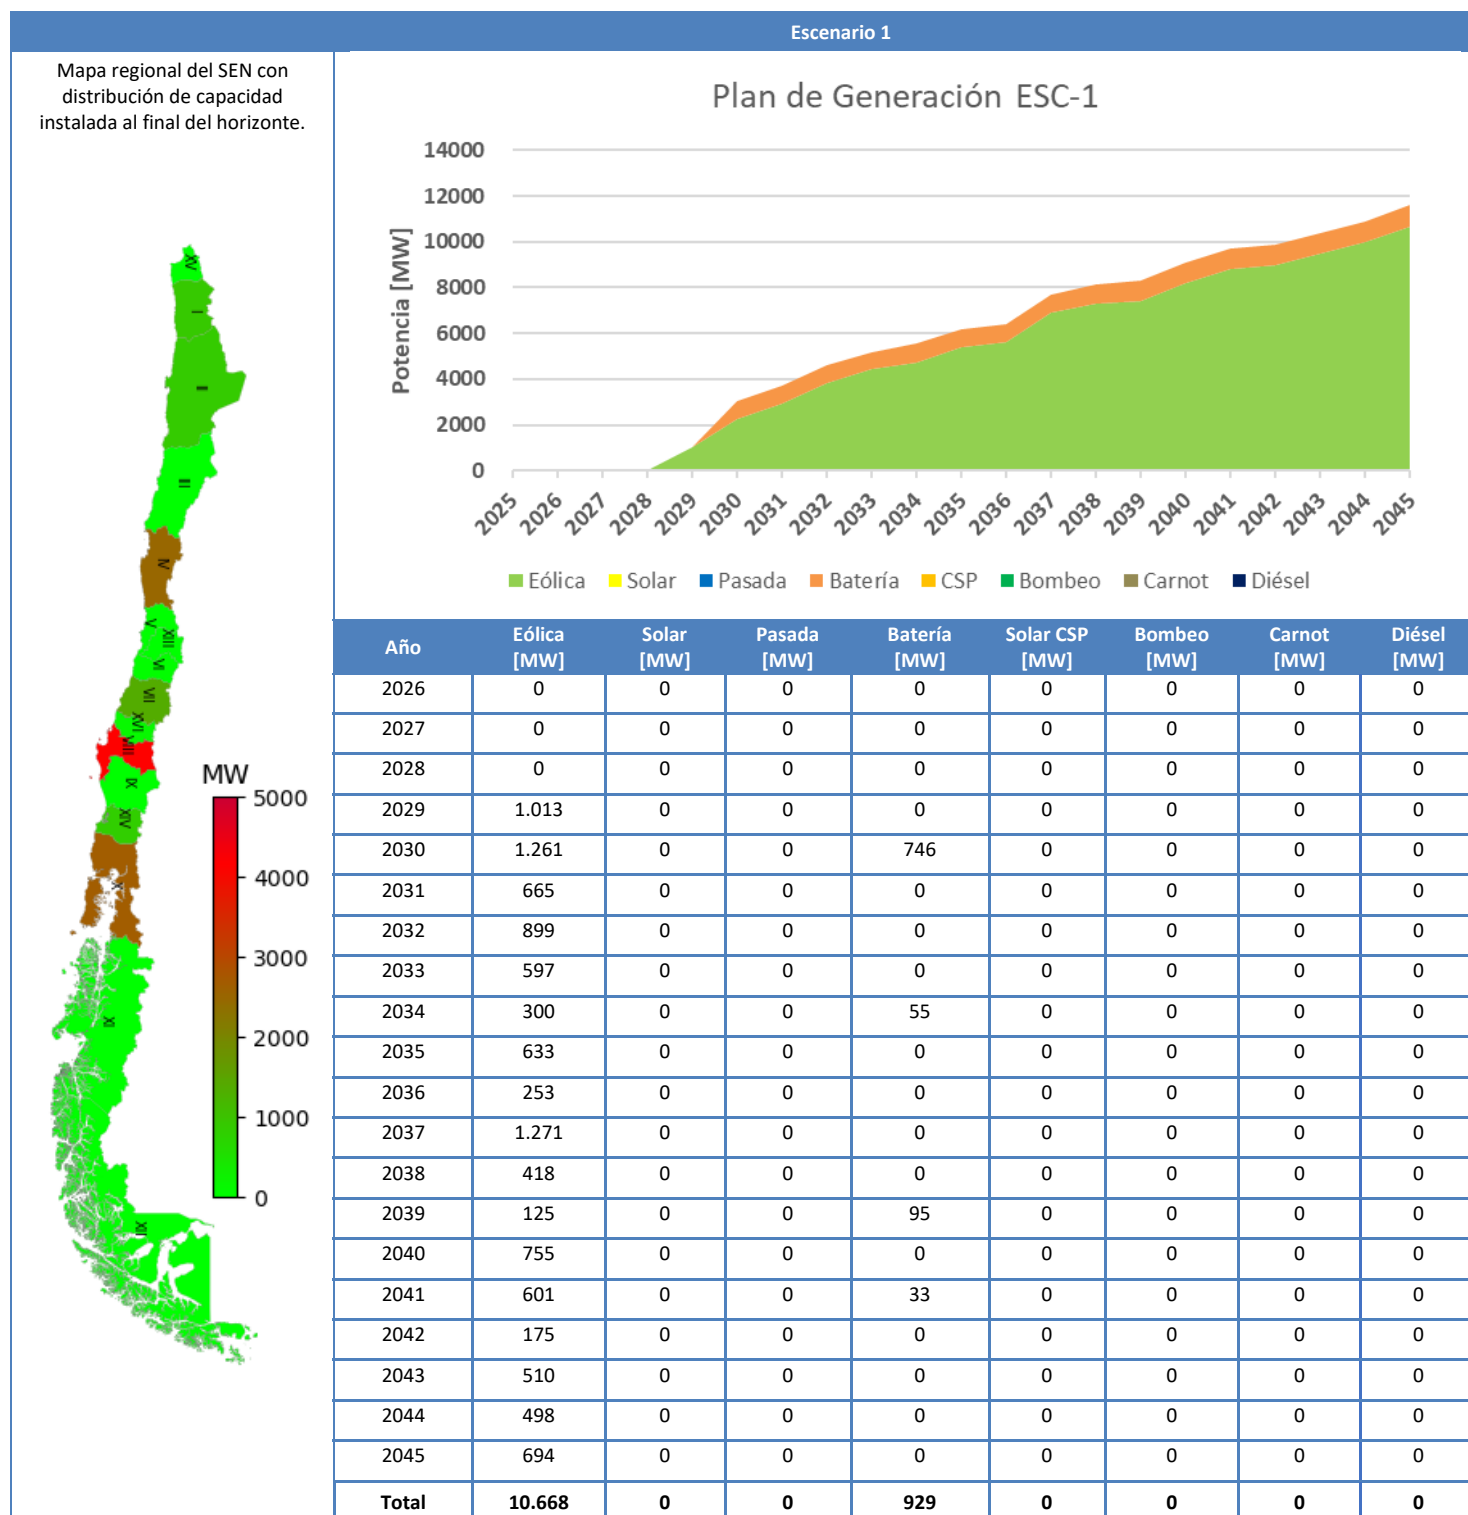 Escenario 1
Mapa regional del SEN con
distribución de capacidad
instalada al final del horizonte.
XV
I
II
III
IV
V
XIII
VI
VII
XVI
VIII
IX
XIV
X
XI
XII
MW
5000
4000
3000
2000
1000
0
Plan de Generación ESC-1
Potencia [MW]
14000
12000
10000
8000
6000
4000
2000
0
2025 2026 2027 2028 2029 2030 2031 2032 2033 2034 2035 2036 2037 2038 2039 2040 2041 2042 2043 2044 2045
Eólica Solar Pasada Batería CSP Bombeo Carnot Diésel
Año Eólica [MW] Solar [MW] Pasada [MW] Batería [MW] Solar CSP [MW] Bombeo [MW] Carnot [MW] Diésel [MW]
2026 0 0 0 0 0 0 0 0
2027 0 0 0 0 0 0 0 0
2028 0 0 0 0 0 0 0 0
2029 1.013 0 0 0 0 0 0 0
2030 1.261 0 0 746 0 0 0 0
2031 665 0 0 0 0 0 0 0
2032 899 0 0 0 0 0 0 0
2033 597 0 0 0 0 0 0 0
2034 300 0 0 55 0 0 0 0
2035 633 0 0 0 0 0 0 0
2036 253 0 0 0 0 0 0 0
2037 1.271 0 0 0 0 0 0 0
2038 418 0 0 0 0 0 0 0
2039 125 0 0 95 0 0 0 0
2040 755 0 0 0 0 0 0 0
2041 601 0 0 33 0 0 0 0
2042 175 0 0 0 0 0 0 0
2043 510 0 0 0 0 0 0 0
2044 498 0 0 0 0 0 0 0
2045 694 0 0 0 0 0 0 0
Total 10.668 0 0 929 0 0 0 0